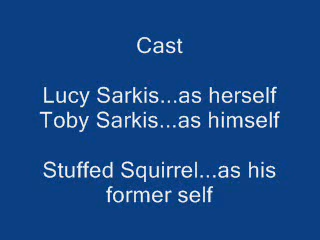 Cast
Lucy Sarkis...as herself
Toby Sarkis...as himself
Stuffed Squirrel...as his
former self